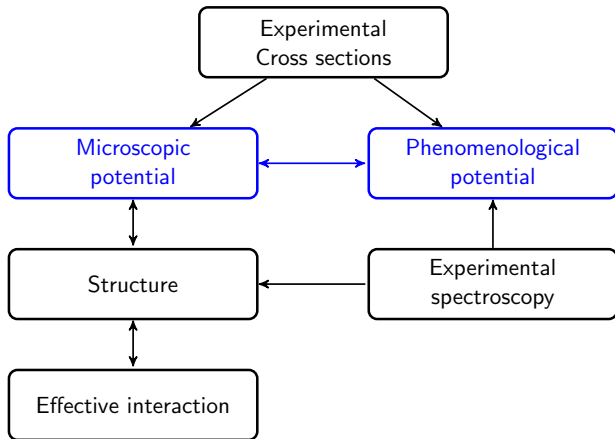 Experimental
Cross sections
Microscopic
potential
Phenomenological
potential
Structure
Experimental
spectroscopy
Effective interaction